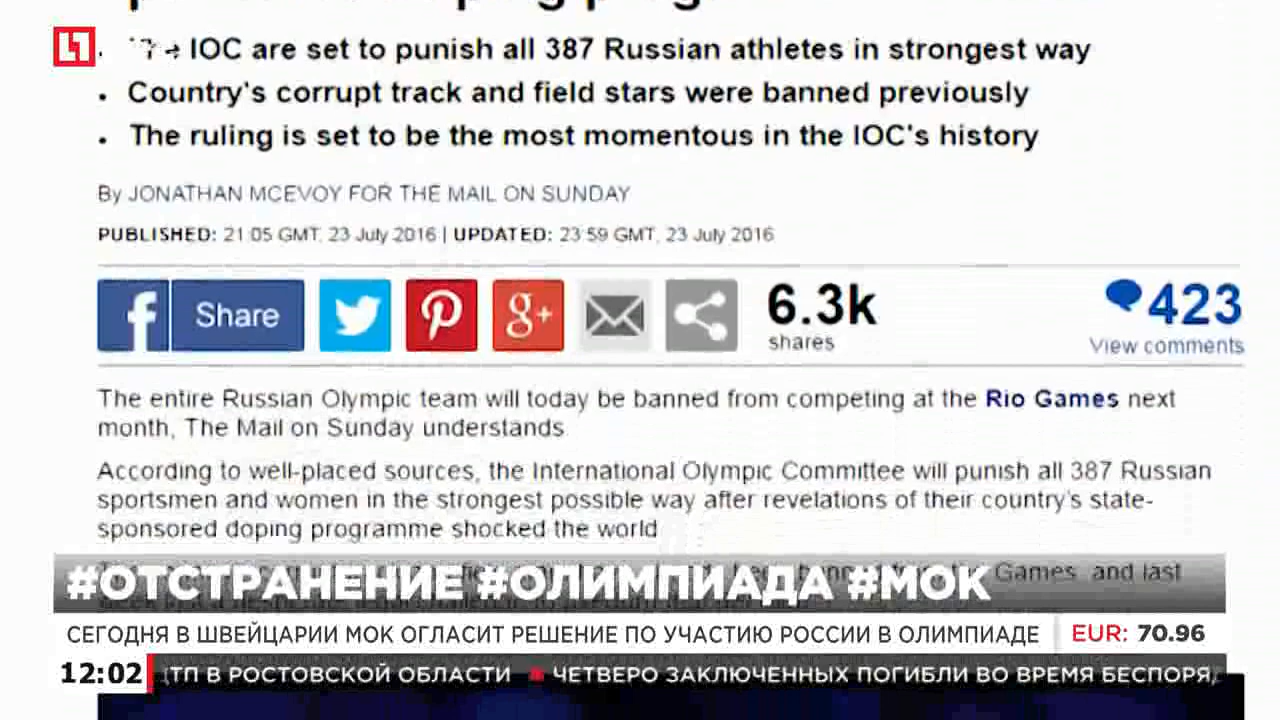 IOC are set to punish all 387 Russian athletes in strongest way
Country's corrupt track and field stars were banned previously
The ruling is set to be the most momentous in the IOC's history
By JONATHAN MCEVOY FOR THE MAIL ON SUNDAY
PUBLISHED: 21:05 GMT, 23 July 2016 | UPDATED: 23:59 GMT, 23 July 2016
f Share g+ 6.3k shares 423 View comments
The entire Russian Olympic team will today be banned from competing at the Rio Games next
month, The Mail on Sunday understands
According to well-placed sources, the International Olympic Committee will punish all 387 Russian
sportsmen and women in the strongest possible way after revelations of their country's state-
sponsored doping programme shocked the world
Games and last
#ОТСТРАНЕНИЕ #ОЛИМПИАДА #МОК
СЕГОДНЯ В ШВЕЙЦАРИИ МОК ОГЛАСИТ РЕШЕНИЕ ПО УЧАСТИЮ РОССИИ В ОЛИМПИАДЕ EUR: 70.96
12:02 ДТП В РОСТОВСКОЙ ОБЛАСТИ ЧЕТВЕРО ЗАКЛЮЧЕННЫХ ПОГИБЛИ ВО ВРЕМЯ БЕСПОРЯ